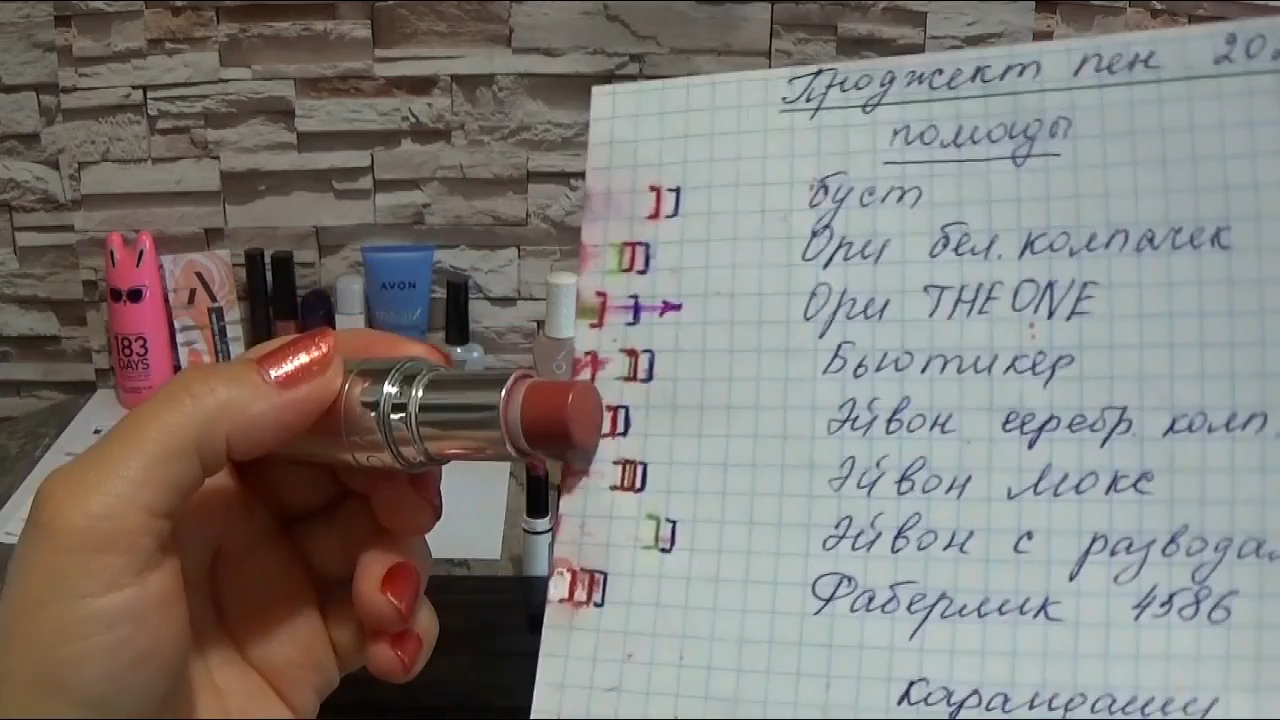 Проджект пен 20
помады
буст
Ори бел. колпачек
Ори THE ONE
Бьютикер
Эйвон серебр. колп.
Эйвон люкс
Эйвон с развода
Фаберлик 4586
карандаши
183
DAYS
AVON